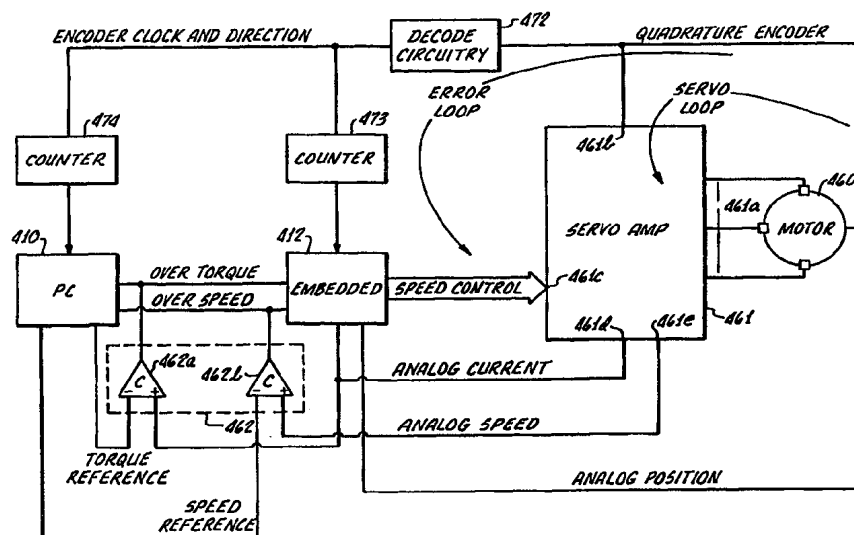 ENCODER CLOCK AND DIRECTION
DECODE
CIRCUITRY
472
QUADRATURE ENCODER
ERROR
LOOP
SERVO
LOOP
474
COUNTER
473
COUNTER
461b
460
461a
MOTOR
SERVO AMP
410
PC
OVER TORQUE
OVER SPEED
412
EMBEDDED
SPEED CONTROL
461c
461d
461e
461
462a
C
- +
462b
C
- +
462
ANALOG CURRENT
ANALOG SPEED
TORQUE
REFERENCE
SPEED
REFERENCE
ANALOG POSITION